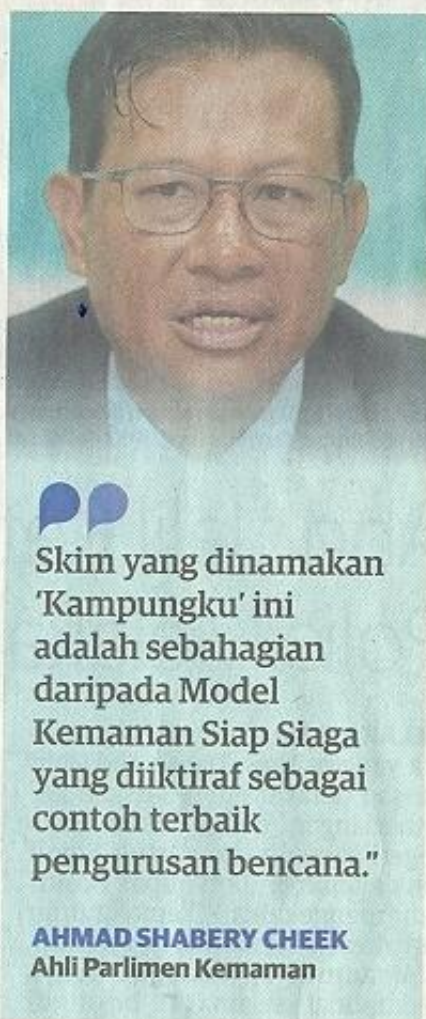 Skim yang dinamakan
'Kampungku' ini
adalah sebahagian
daripada Model
Kemaman Siap Siaga
yang diiktiraf sebagai
contoh terbaik
pengurusan bencana."
AHMAD SHABERY CHEEK
Ahli Parlimen Kemaman